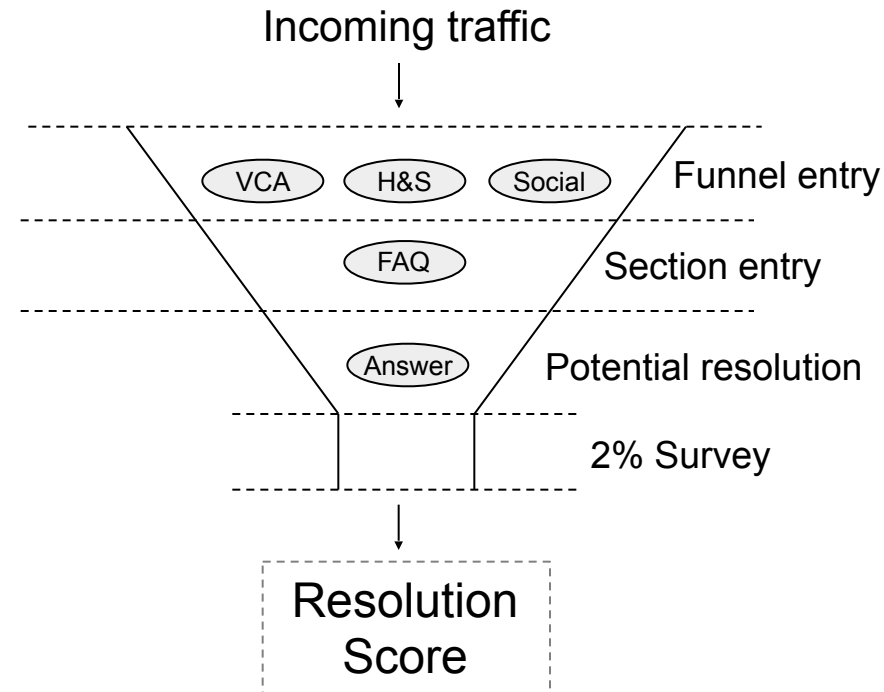 Incoming traffic
VCA H&S Social Funnel entry
FAQ Section entry
Answer Potential resolution
2% Survey
Resolution
Score